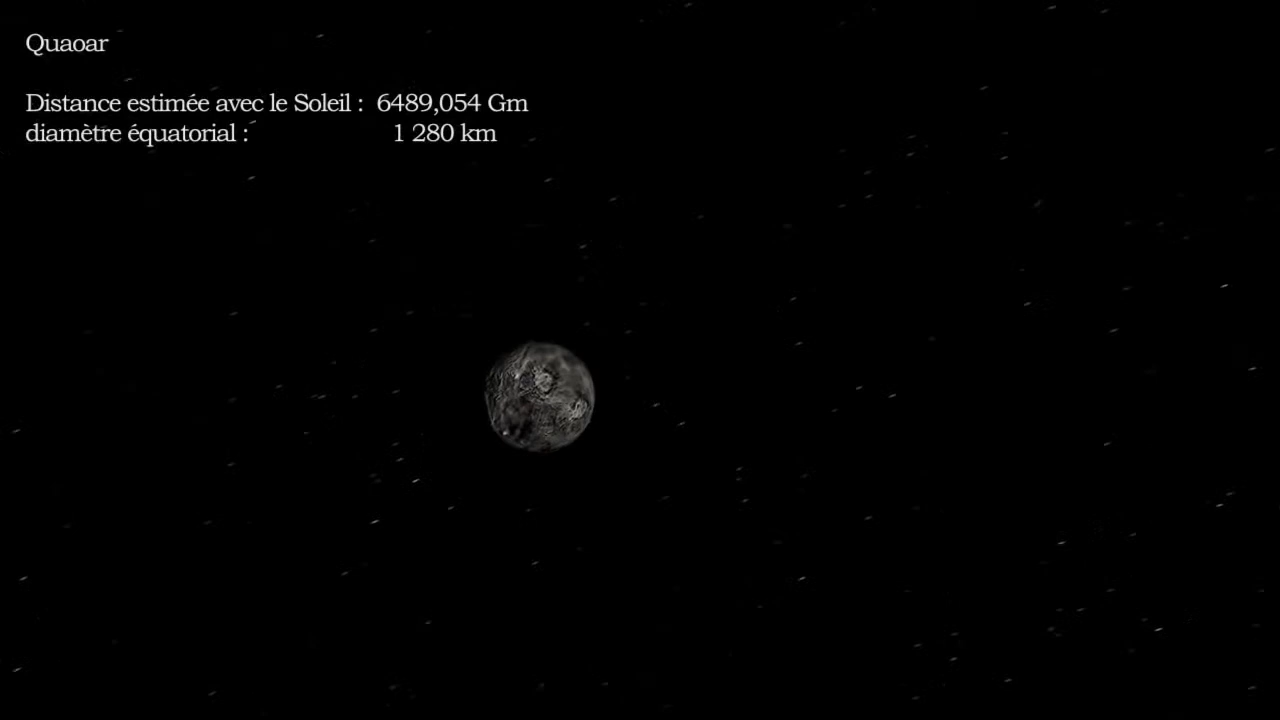 Quaoar
Distance estimée avec le Soleil : 6489,054 Gm
diamètre équatorial : 1 280 km